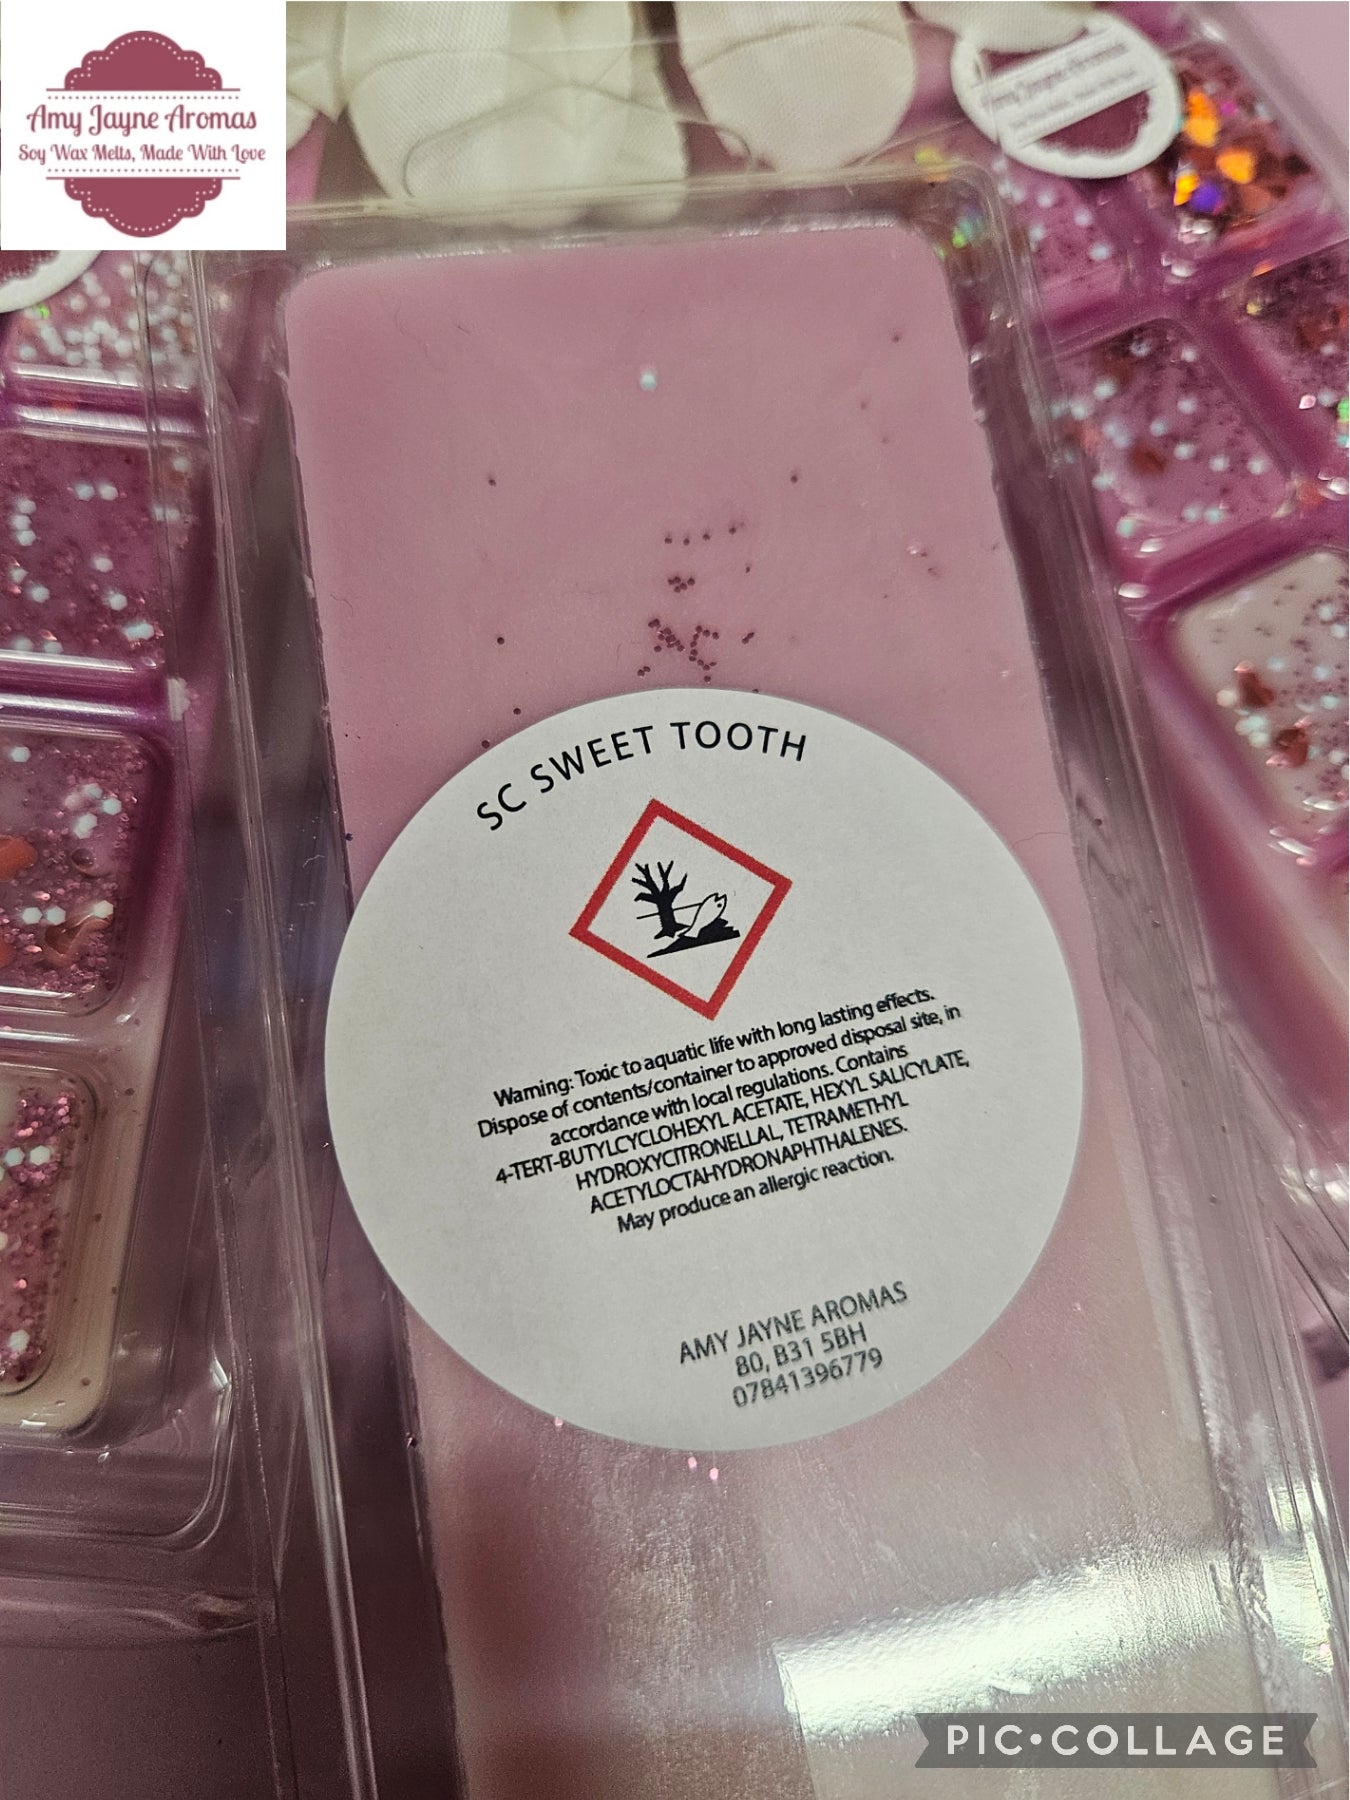 Amy Jayne Aromas
Soy Wax Melts, Made With Love
Amy Jayne Aromas
SC SWEET TOOTH
Warning: Toxic to aquatic life with long lasting effects.
Dispose of contents/container to approved disposal site, in
accordance with local regulations. Contains
4-TERT-BUTYLCYCLOHEXYL ACETATE, HEXYL SALICYLATE,
HYDROXYCITRONELLAL, TETRAMETHYL
ACETYLOCTAHYDRONAPHTHALENES.
May produce an allergic reaction.
AMY JAYNE AROMAS
80, B31 5BH
07841396779
PIC•COLLAGE